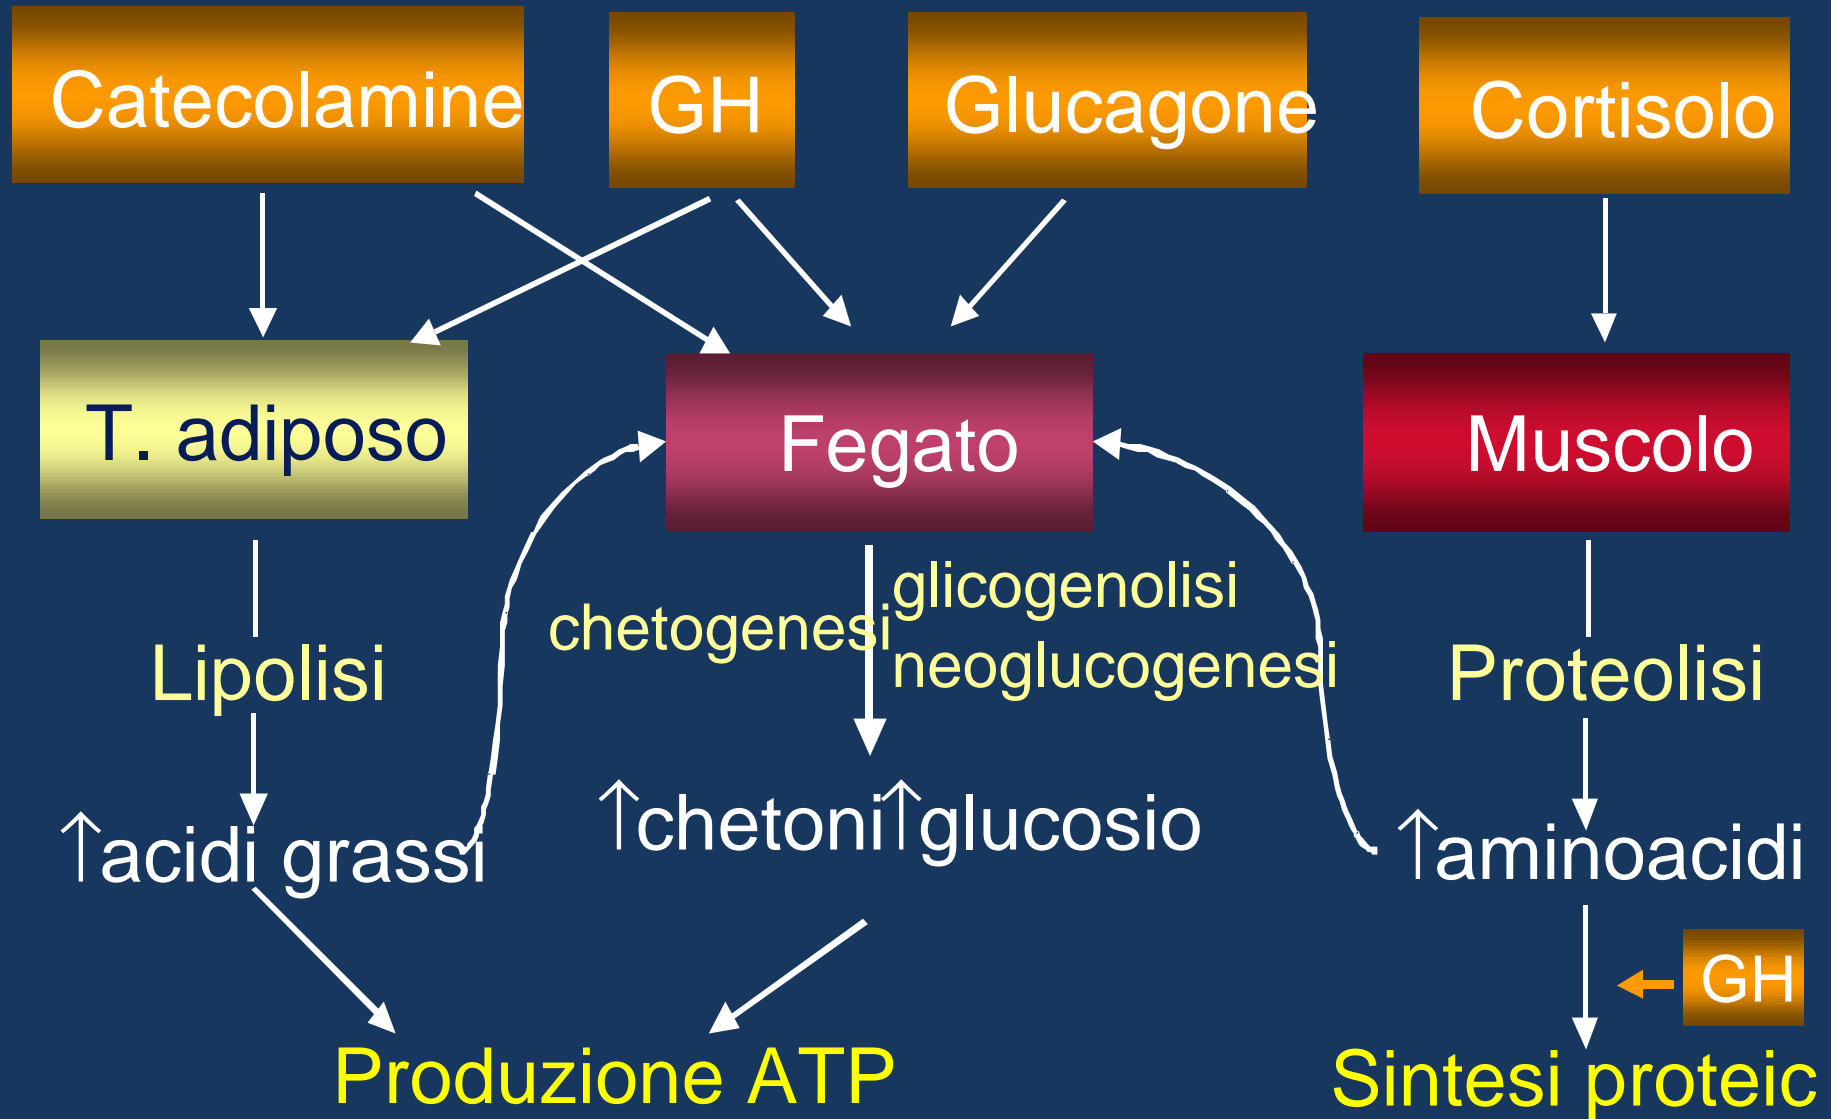 Catecolamine
GH
Glucagone
Cortisolo
T. adiposo
Fegato
Muscolo
chetogenesi
glicogenolisi
neoglucogenesi
Lipolisi
Proteolisi
↑acidi grassi
↑chetoni↑glucosio
↑aminoacidi
GH
Produzione ATP
Sintesi proteic